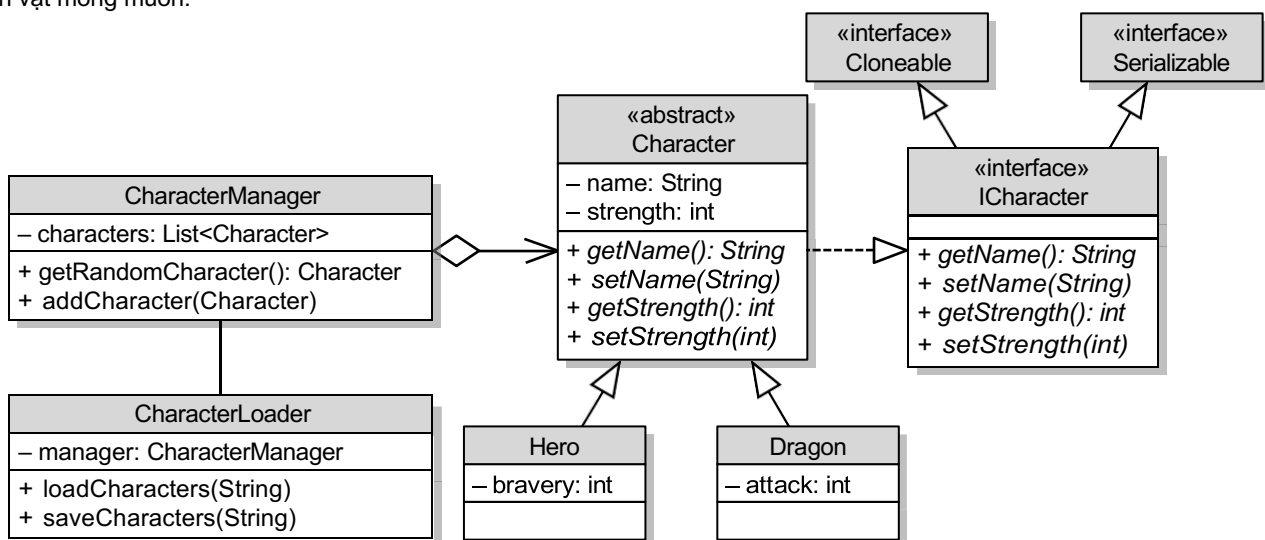 vật mong muốn.
«interface»
Cloneable
«interface»
Serializable
«abstract»
Character
– name: String
– strength: int
+ getName(): String
+ setName(String)
+ getStrength(): int
+ setStrength(int)
«interface»
ICharacter
+ getName(): String
+ setName(String)
+ getStrength(): int
+ setStrength(int)
CharacterManager
– characters: List<Character>
+ getRandomCharacter(): Character
+ addCharacter(Character)
CharacterLoader
– manager: CharacterManager
+ loadCharacters(String)
+ saveCharacters(String)
Hero
– bravery: int
Dragon
– attack: int